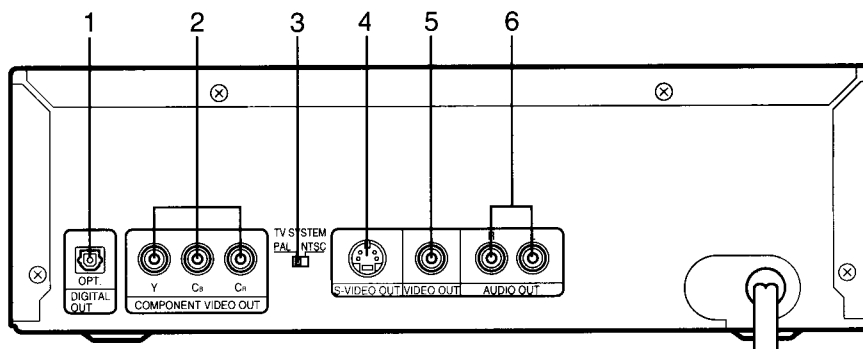 1 2 3 4 5 6
TV SYSTEM
PAL NTSC
OPT.
DIGITAL
OUT
Y CB CR
COMPONENT VIDEO OUT
S-VIDEO OUT
VIDEO OUT
R L
AUDIO OUT